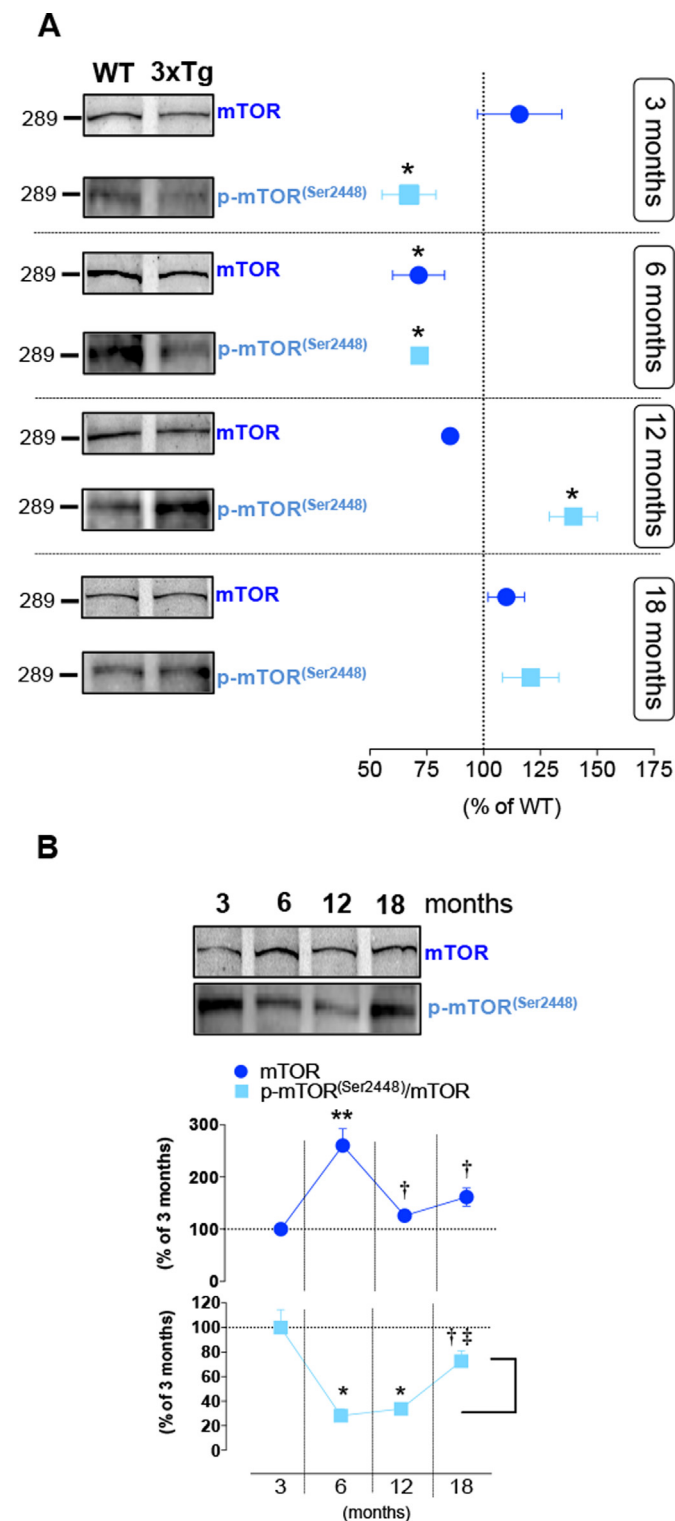 A
WT 3xTg
289 mTOR
*
289 p-mTOR(Ser2448)
3 months
*
289 mTOR
*
289 p-mTOR(Ser2448)
6 months
289 mTOR
*
289 p-mTOR(Ser2448)
12 months
289 mTOR
289 p-mTOR(Ser2448)
18 months
50 75 100 125 150 175
(% of WT)
B
3 6 12 18 months
mTOR
p-mTOR(Ser2448)
mTOR
p-mTOR(Ser2448)/mTOR
(% of 3 months)
300
200
100
0
** † †
(% of 3 months)
120
100
80
60
40
20
0
* * †‡
3 6 12 18
(months)